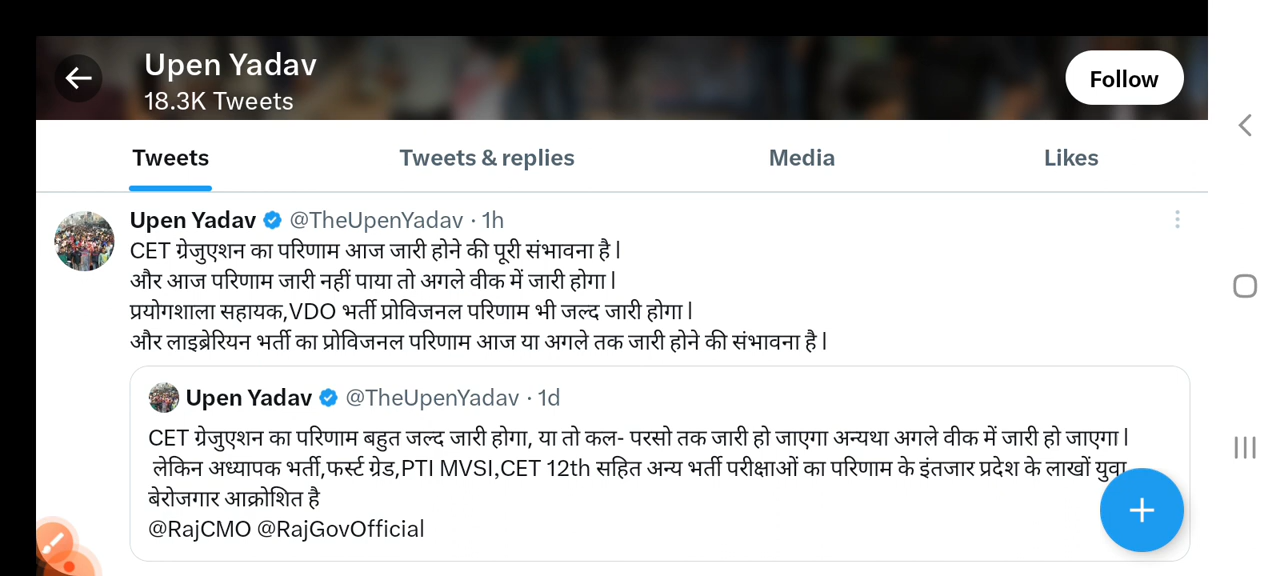 Upen Yadav
18.3K Tweets
Follow
Tweets
Tweets & replies
Media
Likes
Upen Yadav @TheUpenYadav · 1h
CET ग्रेजुएशन का परिणाम आज जारी होने की पूरी संभावना है |
और आज परिणाम जारी नहीं पाया तो अगले वीक में जारी होगा |
प्रयोगशाला सहायक,VDO भर्ती प्रोविजनल परिणाम भी जल्द जारी होगा |
और लाइब्रेरियन भर्ती का प्रोविजनल परिणाम आज या अगले तक जारी होने की संभावना है |
Upen Yadav @TheUpenYadav · 1d
CET ग्रेजुएशन का परिणाम बहुत जल्द जारी होगा, या तो कल- परसो तक जारी हो जाएगा अन्यथा अगले वीक में जारी हो जाएगा |
लेकिन अध्यापक भर्ती,फर्स्ट ग्रेड,PTI MVSI,CET 12th सहित अन्य भर्ती परीक्षाओं का परिणाम के इंतजार प्रदेश के लाखों युवा
बेरोजगार आक्रोशित है
@RajCMO @RajGovOfficial